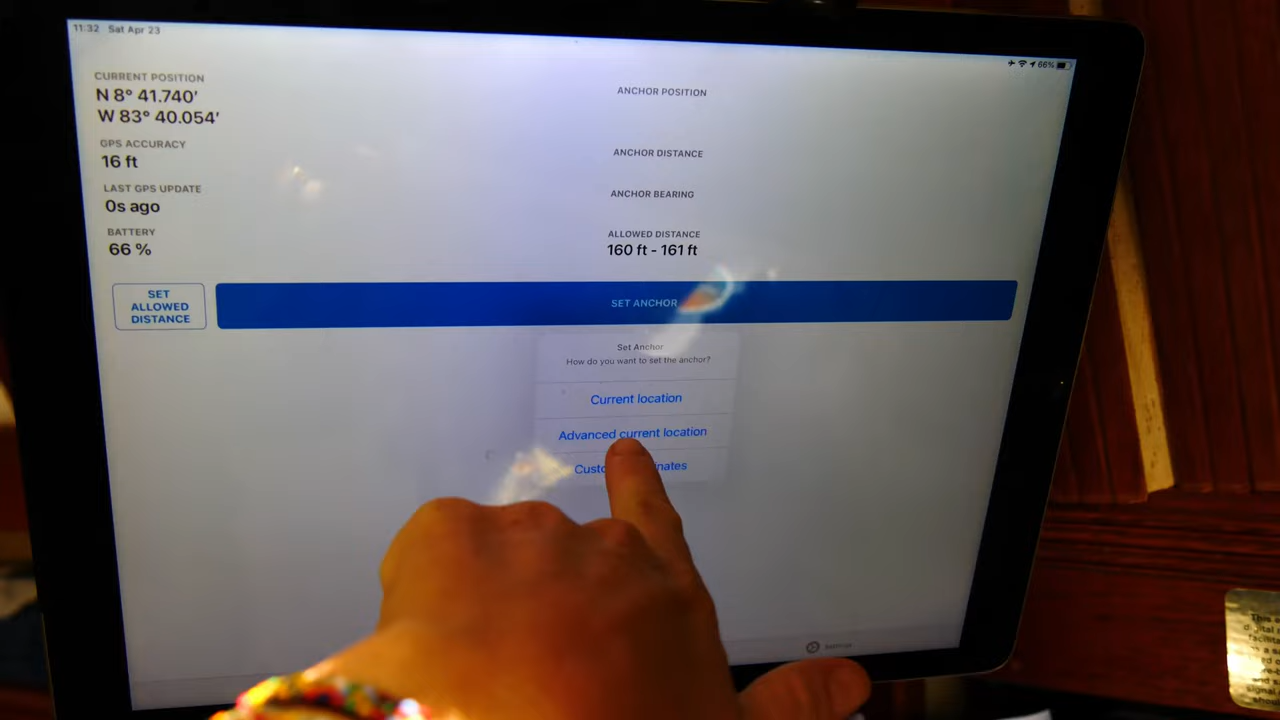 11:32 Sat Apr 23
66%
CURRENT POSITION
N 8° 41.740'
W 83° 40.054'
GPS ACCURACY
16 ft
LAST GPS UPDATE
0s ago
BATTERY
66 %
ANCHOR POSITION
ANCHOR DISTANCE
ANCHOR BEARING
ALLOWED DISTANCE
160 ft - 161 ft
SET
ALLOWED
DISTANCE
SET ANCHOR
Set Anchor
How do you want to set the anchor?
Current location
Advanced current location
This